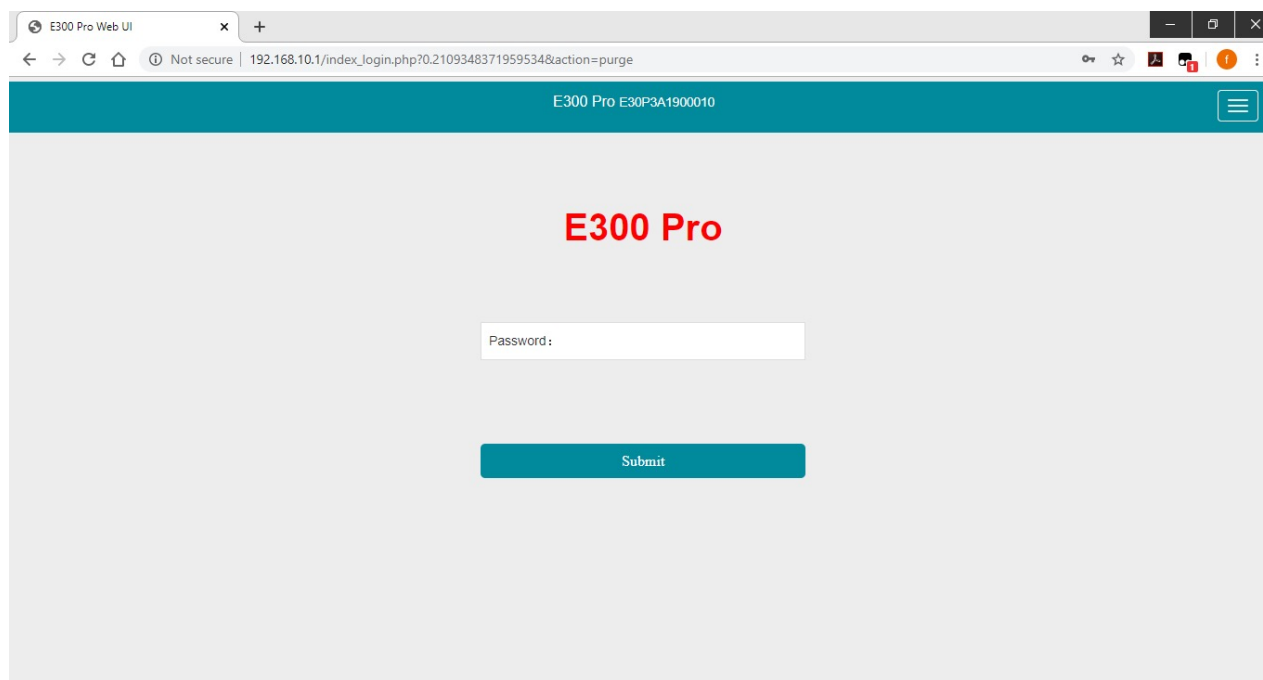 E300 Pro Web UI
Not secure | 192.168.10.1/index_login.php?0.2109348371959534&action=purge
1
f
E300 Pro E30P3A1900010
E300 Pro
Password：
Submit